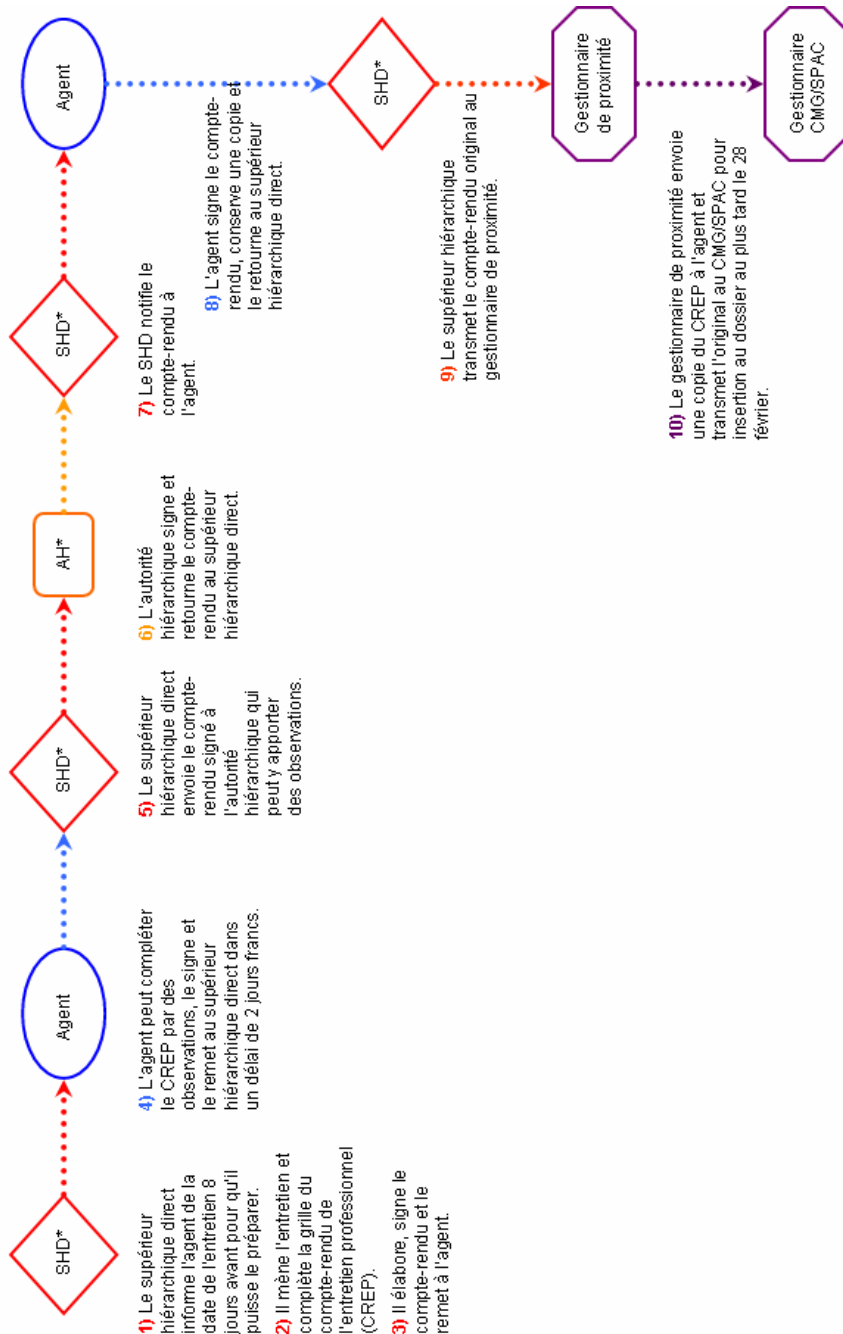 SHD*
Agent
SHD*
AH*
SHD*
Agent
1) Le supérieur
hiérarchique direct
informe l'agent de la
date de l'entretien 8
jours avant pour qu'il
puisse le préparer.
2) Il mène l'entretien et
complète la grille du
compte-rendu de
l'entretien professionnel
(CREP).
3) Il élabore, signe le
compte-rendu et le
remet à l'agent.
4) L'agent peut compléter
le CREP par des
observations, le signe et
le remet au supérieur
hiérarchique direct dans
un délai de 2 jours francs.
5) Le supérieur
hiérarchique direct
envoie le compte-
rendu signé à
l'autorité
hiérarchique qui
peut y apporter
des observations.
6) L'autorité
hiérarchique signe et
retourne le compte-
rendu au supérieur
hiérarchique direct.
7) Le SHD notifie le
compte-rendu à
l'agent.
8) L'agent signe le compte-
rendu, conserve une copie et
le retourne au supérieur
hiérarchique direct.
SHD*
9) Le supérieur hiérarchique
transmet le compte-rendu original au
gestionnaire de proximité.
Gestionnaire
de proximité
10) Le gestionnaire de proximité envoie
une copie du CREP à l'agent et
transmet l'original au CMG/SPAC pour
insertion au dossier au plus tard le 28
février.
Gestionnaire
CMG/SPAC